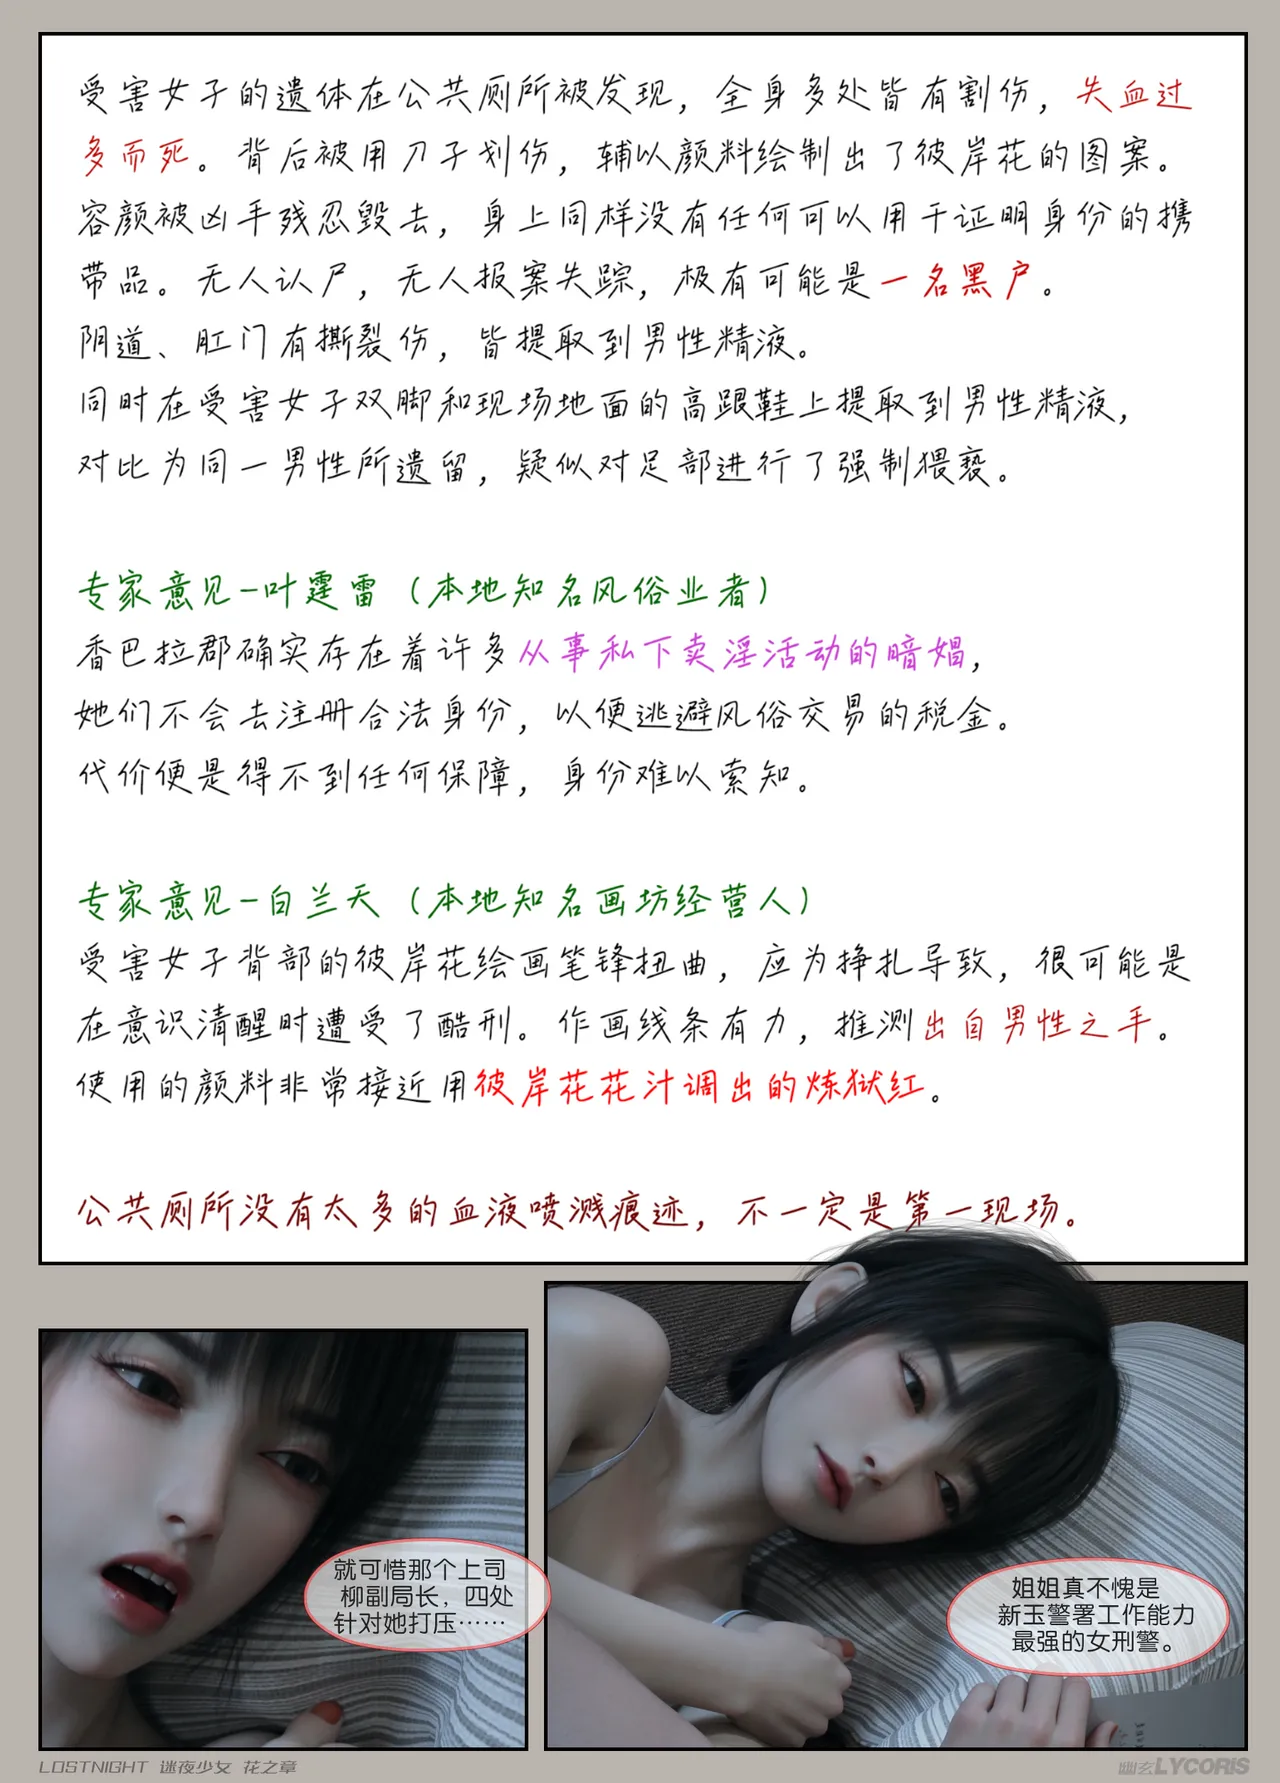 受害女子的遗体在公共厕所被发现，全身多处皆有割伤，失血过
多而死。背后被用刀子划伤，辅以颜料绘制出了彼岸花的图案。
容颜被凶手残忍毁去，身上同样没有任何可以用于证明身份的携
带品。无人认尸，无人报案失踪，极有可能是一名黑户。
阴道、肛门有撕裂伤，皆提取到男性精液。
同时在受害女子双脚和现场地面的高跟鞋上提取到男性精液，
对比为同一男性所遗留，疑似对足部进行了强制猥亵。
专家意见-叶霆雷（本地知名风俗业者）
香巴拉郡确实存在着许多从事私下卖淫活动的暗娼，
她们不会去注册合法身份，以便逃避风俗交易的税金。
代价便是得不到任何保障，身份难以索知。
专家意见-白兰天（本地知名画坊经营人）
受害女子背部的彼岸花绘画笔锋扭曲，应为挣扎导致，很可能是
在意识清醒时遭受了酷刑。作画线条有力，推测出自男性之手。
使用的颜料非常接近用彼岸花花汁调出的炼狱红。
公共厕所没有太多的血液喷溅痕迹，不一定是第一现场。
就可惜那个上司
柳副局长，四处
针对她打压……
姐姐真不愧是
新玉警署工作能力
最强的女刑警。
LOSTNIGHT 迷夜少女 花之章
幽玄LYCORIS